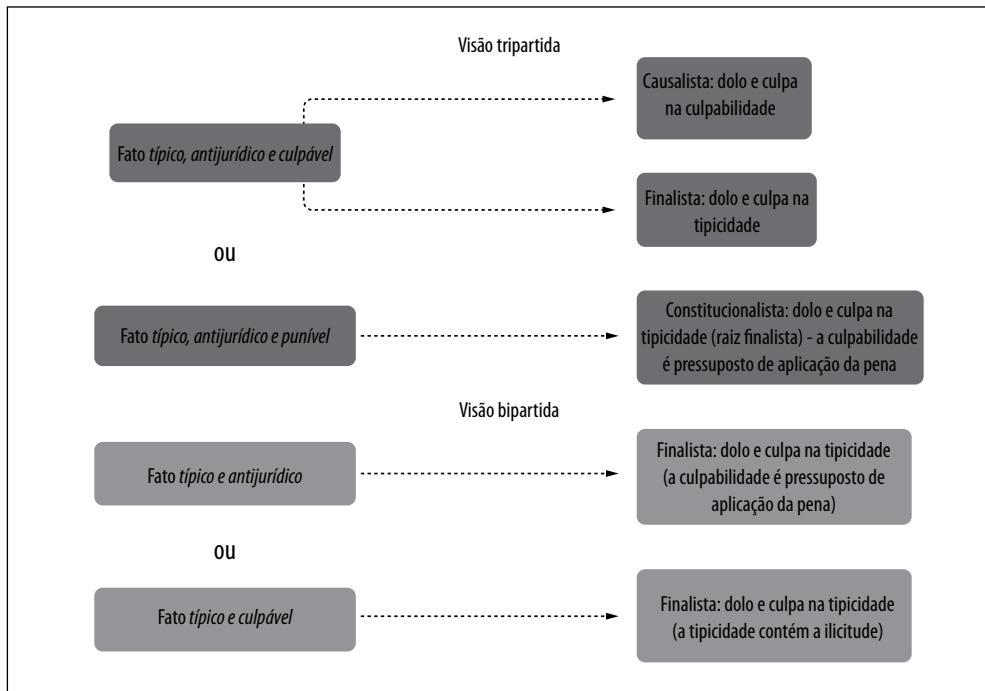 Visão tripartida
Causalista: dolo e culpa
na culpabilidade
Fato típico, antijurídico e culpável
Finalista: dolo e culpa na
tipicidade
ou
Fato típico, antijurídico e punível
Constitucionalista: dolo e culpa na
tipicidade (raiz finalista) - a culpabilidade
é pressuposto de aplicação da pena
Visão bipartida
Fato típico e antijurídico
Finalista: dolo e culpa na tipicidade
(a culpabilidade é pressuposto de
aplicação da pena)
ou
Fato típico e culpável
Finalista: dolo e culpa na tipicidade
(a tipicidade contém a ilicitude)